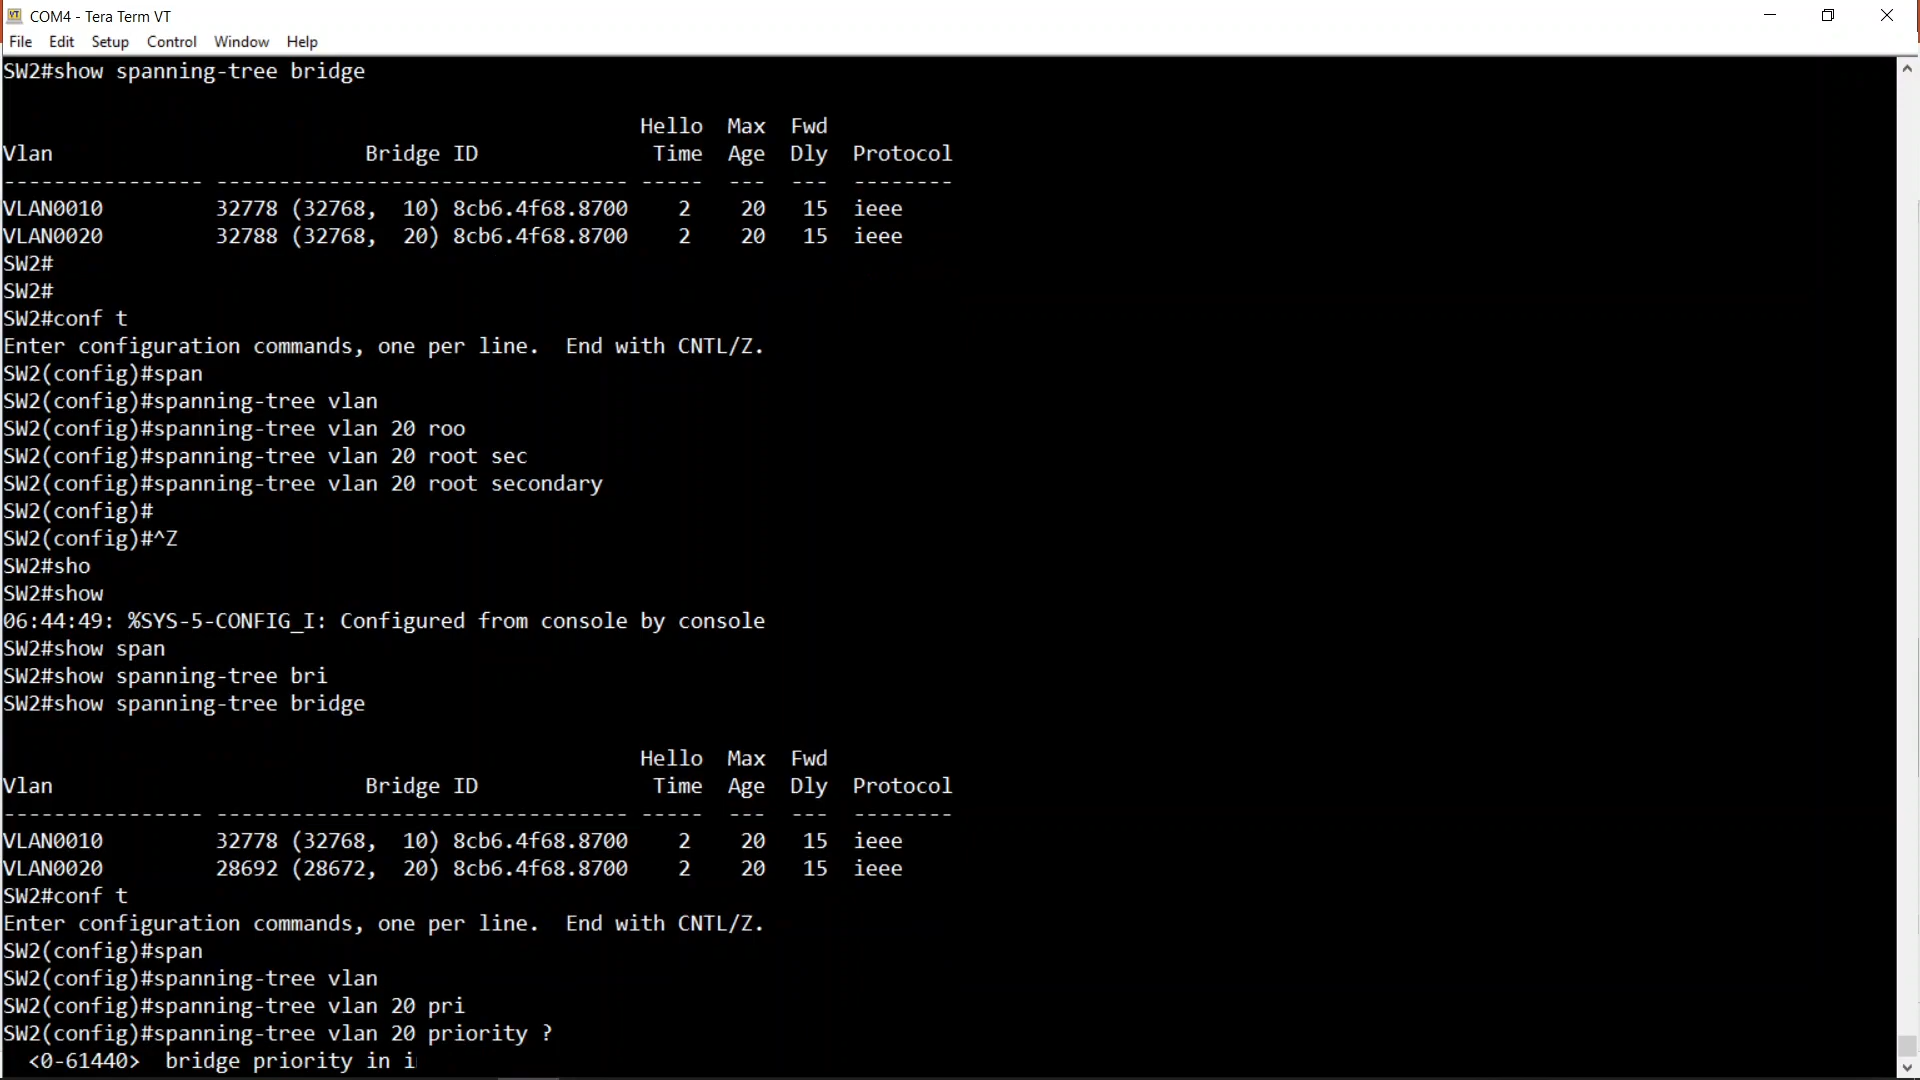 COM4 - Tera Term VT
File Edit Setup Control Window Help
SW2#show spanning-tree bridge
Hello Max Fwd
Vlan Bridge ID Time Age Dly Protocol
---------------- --------------------------------- ----- --- --- --------
VLAN0010 32778 (32768, 10) 8cb6.4f68.8700 2 20 15 ieee
VLAN0020 32788 (32768, 20) 8cb6.4f68.8700 2 20 15 ieee
SW2#
SW2#
SW2#conf t
Enter configuration commands, one per line. End with CNTL/Z.
SW2(config)#span
SW2(config)#spanning-tree vlan
SW2(config)#spanning-tree vlan 20 roo
SW2(config)#spanning-tree vlan 20 root sec
SW2(config)#spanning-tree vlan 20 root secondary
SW2(config)#
SW2(config)#^Z
SW2#sho
SW2#show
06:44:49: %SYS-5-CONFIG_I: Configured from console by console
SW2#show span
SW2#show spanning-tree bri
SW2#show spanning-tree bridge
Hello Max Fwd
Vlan Bridge ID Time Age Dly Protocol
---------------- --------------------------------- ----- --- --- --------
VLAN0010 32778 (32768, 10) 8cb6.4f68.8700 2 20 15 ieee
VLAN0020 28692 (28672, 20) 8cb6.4f68.8700 2 20 15 ieee
SW2#conf t
Enter configuration commands, one per line. End with CNTL/Z.
SW2(config)#span
SW2(config)#spanning-tree vlan
SW2(config)#spanning-tree vlan 20 pri
SW2(config)#spanning-tree vlan 20 priority ?
<0-61440> bridge priority in i